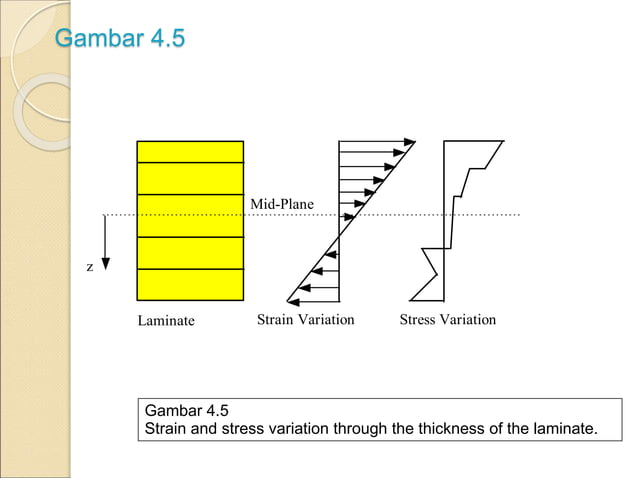 Gambar 4.5
Mid-Plane
z
Laminate
Strain Variation
Stress Variation
Gambar 4.5
Strain and stress variation through the thickness of the laminate.